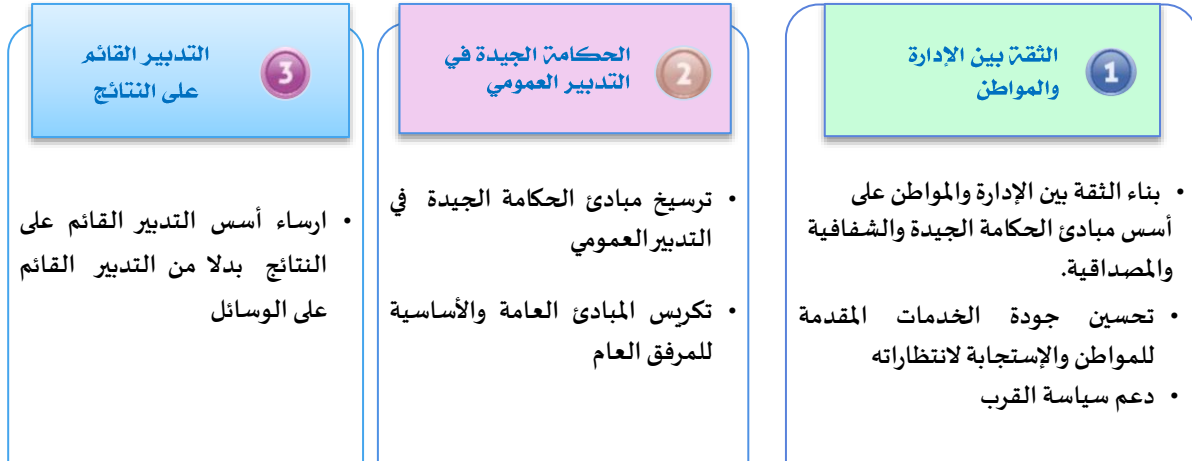 1
الثقة بين الإدارة
والمواطن
• بناء الثقة بين الإدارة والمواطن على
أسس مبادئ الحكامة الجيدة والشفافية
والمصداقية.
• تحسين جودة الخدمات المقدمة
للمواطن والإستجابة لانتظاراته
• دعم سياسة القرب
2
الحكامة الجيدة في
التدبير العمومي
• ترسيخ مبادئ الحكامة الجيدة في
التدبير العمومي
• تكريس المبادئ العامة والأساسية
للمرفق العام
3
التدبير القائم
على النتائج
• ارساء أسس التدبير القائم على
النتائج بدلا من التدبير القائم
على الوسائل